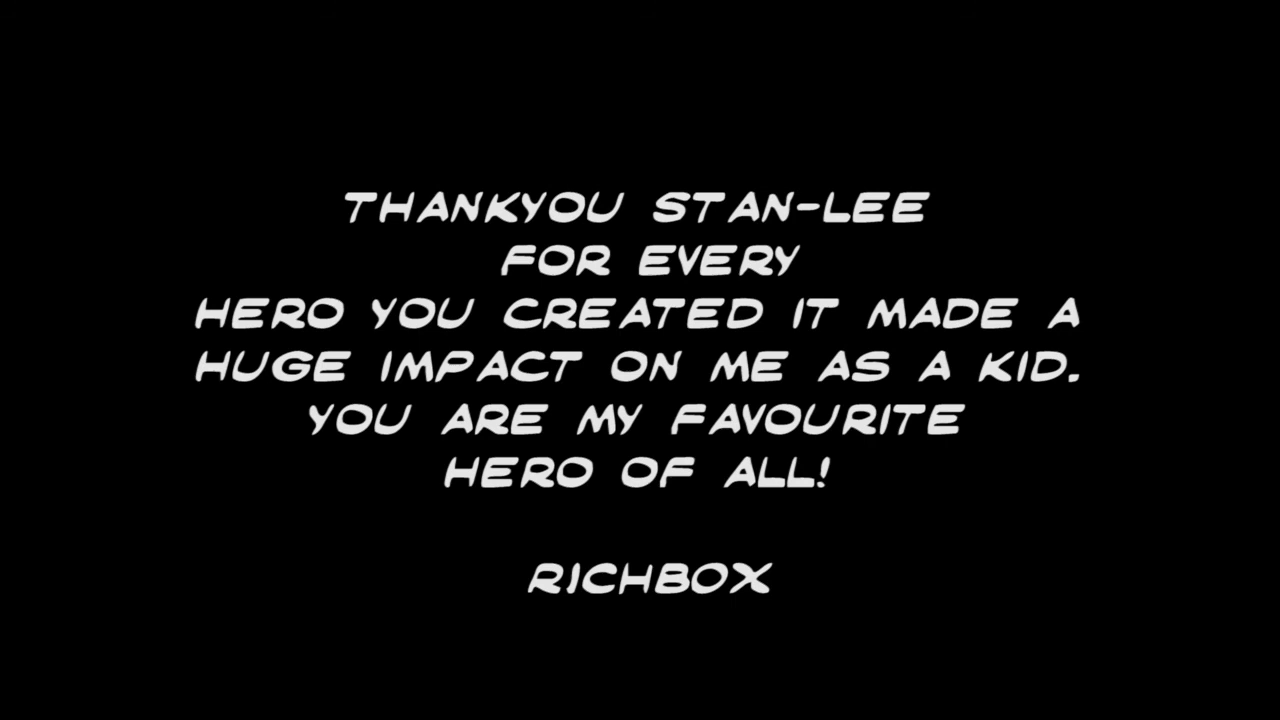 THANKYOU STAN-LEE
FOR EVERY
HERO YOU CREATED IT MADE A
HUGE IMPACT ON ME AS A KID.
YOU ARE MY FAVOURITE
HERO OF ALL!
RICHBOX